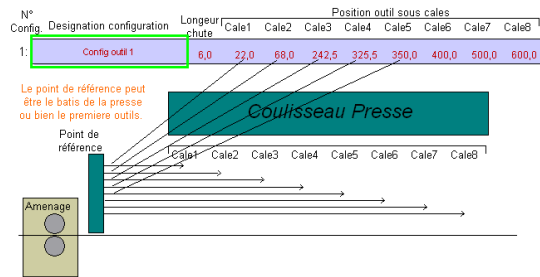 N° Config.
Designation configuration
Longeur chute
Position outil sous cales
Cale1 Cale2 Cale3 Cale4 Cale5 Cale6 Cale7 Cale8
1: Config outil 1 6,0 22,0 68,0 242,5 325,5 350,0 400,0 500,0 600,0
Le point de référence peut
être le batis de la presse
ou bien le premiere outils.
Coulisseau Presse
Point de
référence
Cale1 Cale2 Cale3 Cale4 Cale5 Cale6 Cale7 Cale8
Amenage